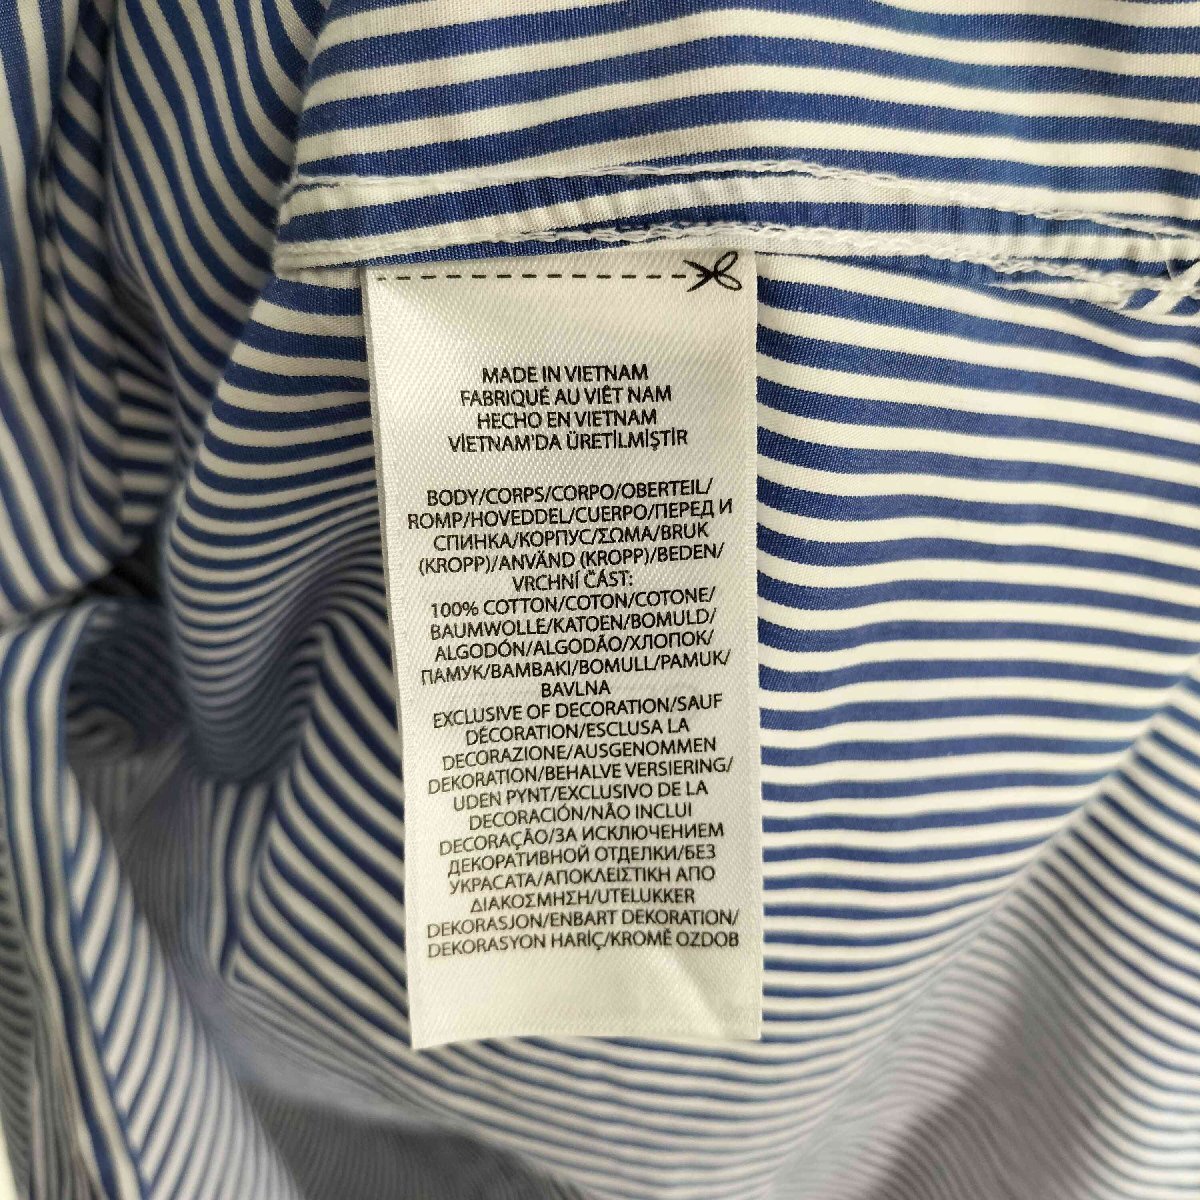 MADE IN VIETNAM
FABRIQUÉ AU VIÊT NAM
HECHO EN VIETNAM
VİETNAM'DA ÜRETİLMİŞTİR
BODY/CORPS/CORPO/OBERTEIL/
ROMP/HOVEDDEL/CUERPO/ПЕРЕД И
СПИНКА/КОРПУС/ΣΩΜΑ/BRUK
(KROPP)/ANVÄND (KROPP)/BEDEN/
VRCHNÍ ČÁST:
100% COTTON/COTON/COTONE/
BAUMWOLLE/KATOEN/BOMULD/
ALGODÓN/ALGODÃO/ХЛОПОК/
ПАМУК/ΒΑΜΒΑΚΙ/BOMULL/PAMUK/
BAVLNA
EXCLUSIVE OF DECORATION/SAUF
DÉCORATION/ESCLUSA LA
DECORAZIONE/AUSGENOMMEN
DEKORATION/BEHALVE VERSIERING/
UDEN PYNT/EXCLUSIVO DE LA
DECORACIÓN/NÃO INCLUI
DECORAÇÃO/ЗА ИСКЛЮЧЕНИЕМ
ДЕКОРАТИВНОЙ ОТДЕЛКИ/БЕЗ
УКРАСАТА/ΑΠΟΚΛΕΙΣΤΙΚΗ ΑΠΟ
ΔΙΑΚΟΣΜΗΣΗ/UTELUKKER
DEKORASJON/ENBART DEKORATION/
DEKORASYON HARİÇ/KROMĚ OZDOB